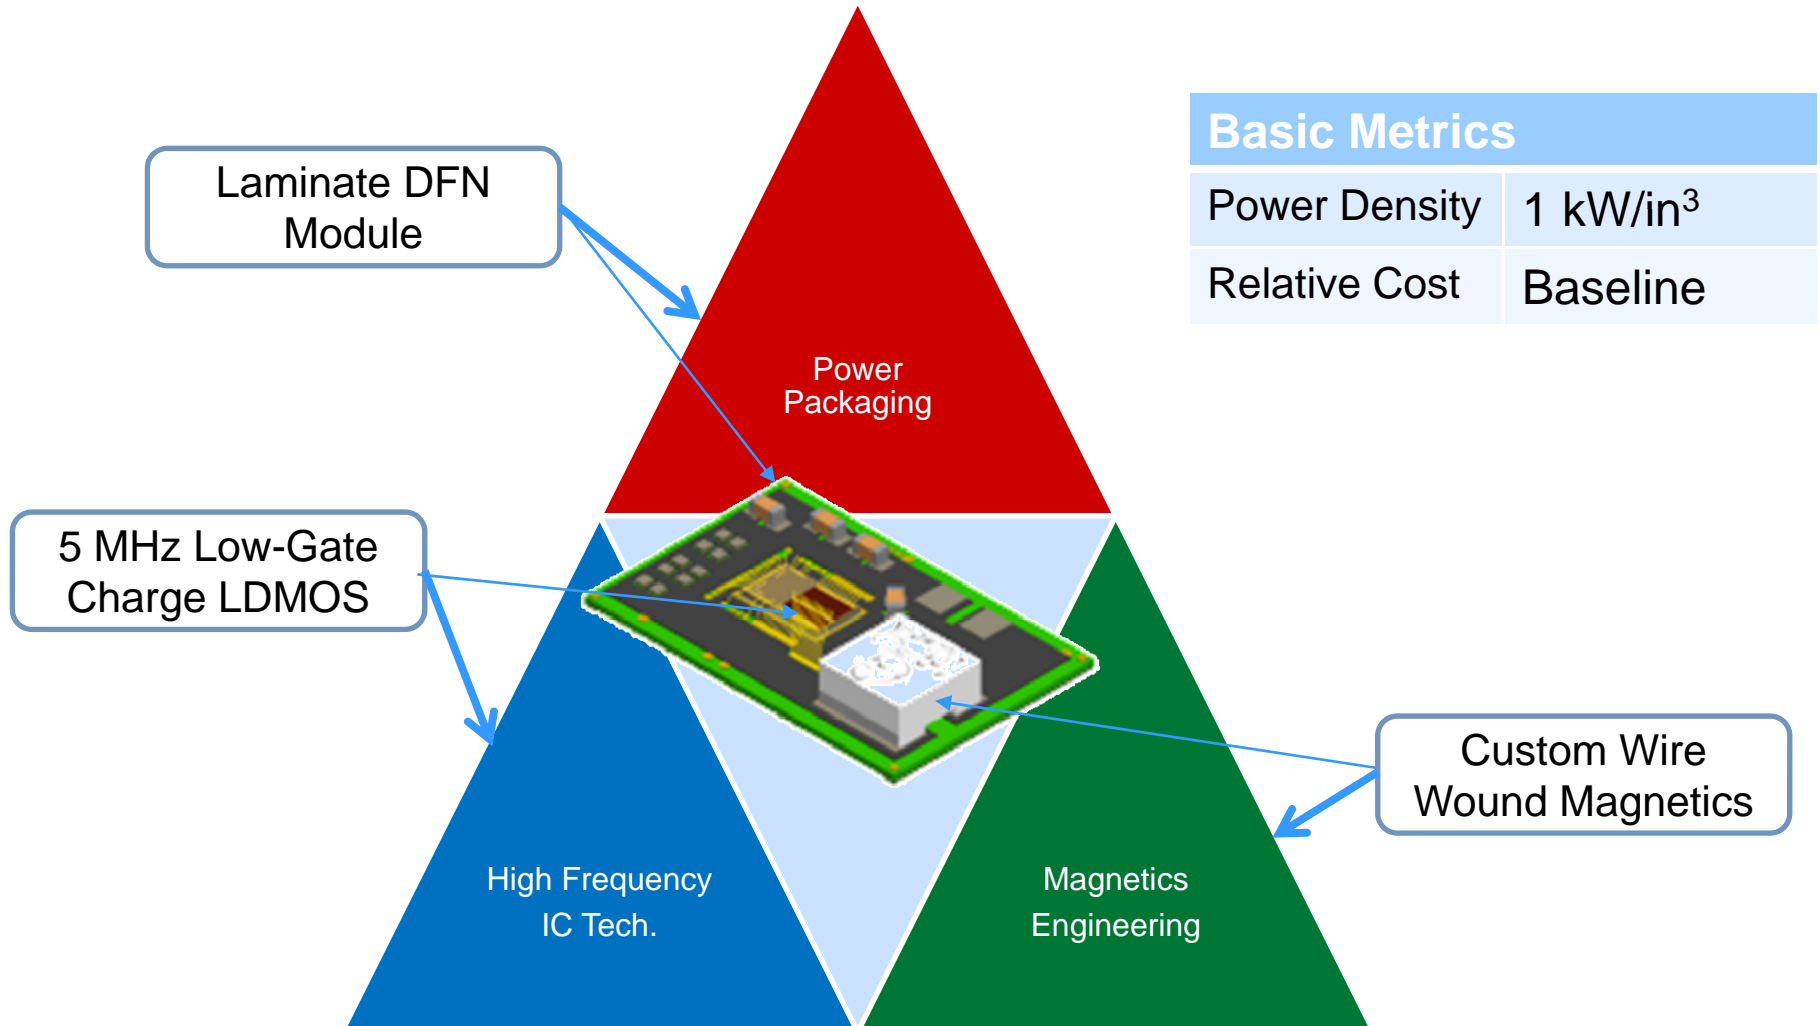 Basic Metrics
Power Density 1 kW/in³
Relative Cost Baseline
Laminate DFN
Module
Power
Packaging
5 MHz Low-Gate
Charge LDMOS
Custom Wire
Wound Magnetics
High Frequency
IC Tech.
Magnetics
Engineering